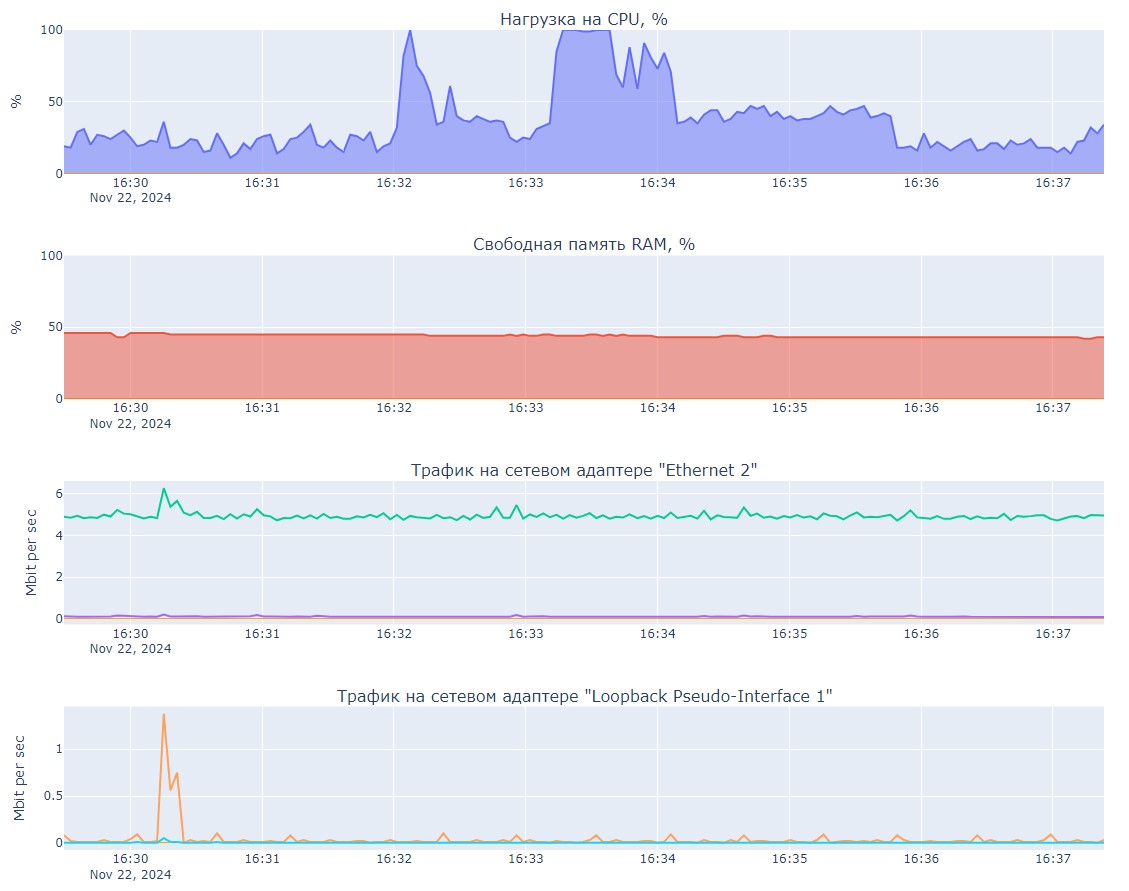 Нагрузка на CPU, %
100
50
0
%
16:30 16:31 16:32 16:33 16:34 16:35 16:36 16:37
Nov 22, 2024
Свободная память RAM, %
100
50
0
%
16:30 16:31 16:32 16:33 16:34 16:35 16:36 16:37
Nov 22, 2024
Трафик на сетевом адаптере "Ethernet 2"
6
4
2
0
Mbit per sec
16:30 16:31 16:32 16:33 16:34 16:35 16:36 16:37
Nov 22, 2024
Трафик на сетевом адаптере "Loopback Pseudo-Interface 1"
1
0.5
0
Mbit per sec
16:30 16:31 16:32 16:33 16:34 16:35 16:36 16:37
Nov 22, 2024